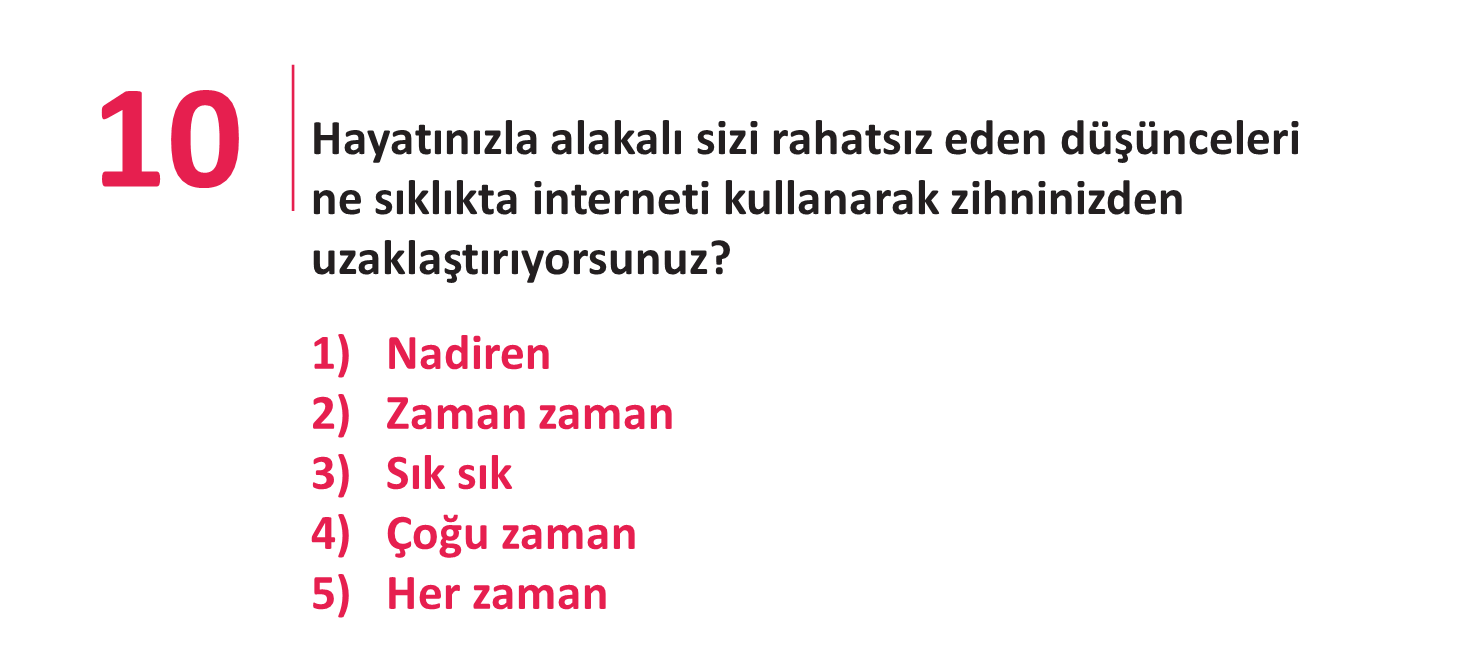 10
Hayatınızla alakalı sizi rahatsız eden düşünceleri
ne sıklıkta interneti kullanarak zihninizden
uzaklaştırıyorsunuz?
1) Nadiren
2) Zaman zaman
3) Sık sık
4) Çoğu zaman
5) Her zaman